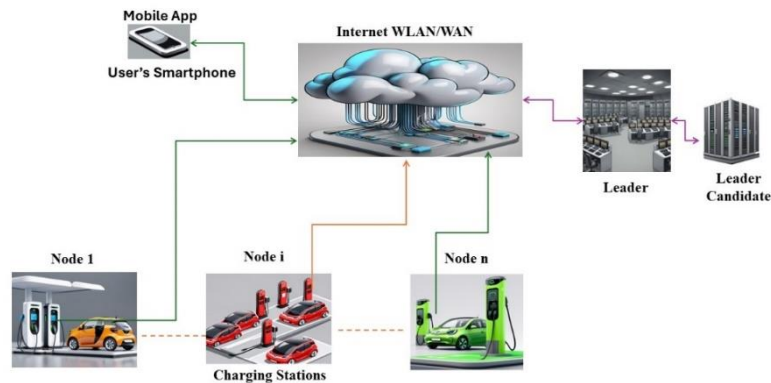 Mobile App
User's Smartphone
Internet WLAN/WAN
Leader
Leader
Candidate
Node 1
Node i
Node n
Charging Stations